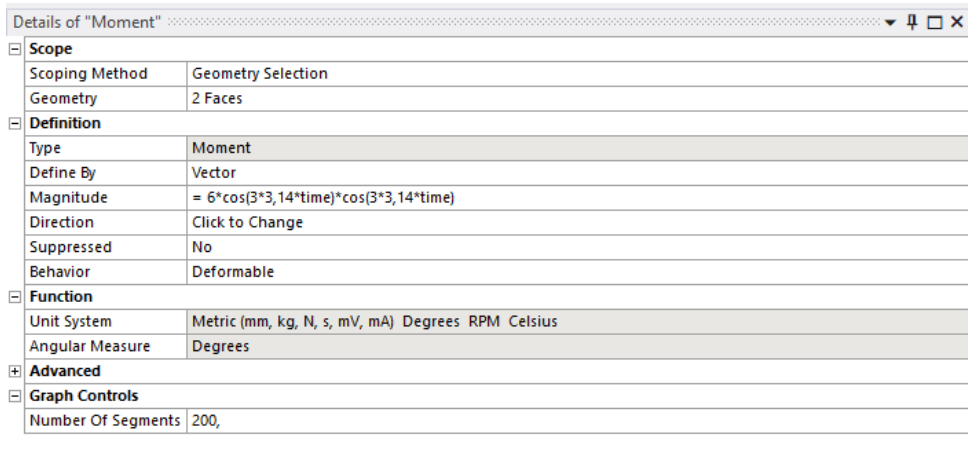 Details of "Moment"
Scope
Scoping Method Geometry Selection
Geometry 2 Faces
Definition
Type Moment
Define By Vector
Magnitude = 6*cos(3*3,14*time)*cos(3*3,14*time)
Direction Click to Change
Suppressed No
Behavior Deformable
Function
Unit System Metric (mm, kg, N, s, mV, mA) Degrees RPM Celsius
Angular Measure Degrees
Advanced
Graph Controls
Number Of Segments 200,